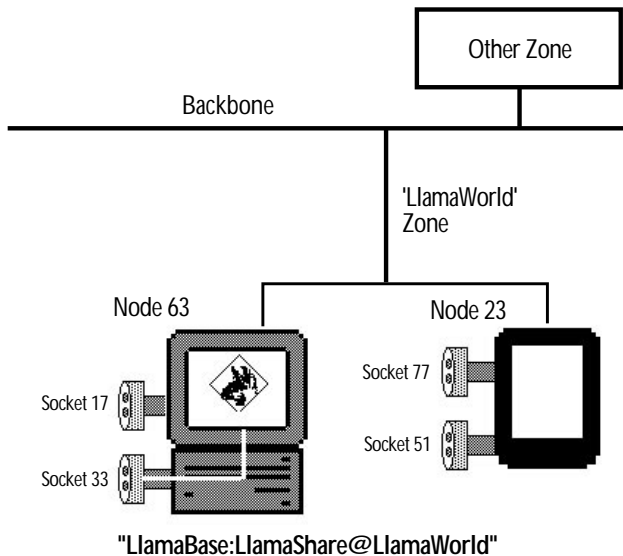 Other Zone
Backbone
'LlamaWorld'
Zone
Node 63
Node 23
Socket 17
Socket 77
Socket 33
Socket 51
"LlamaBase:LlamaShare@LlamaWorld"